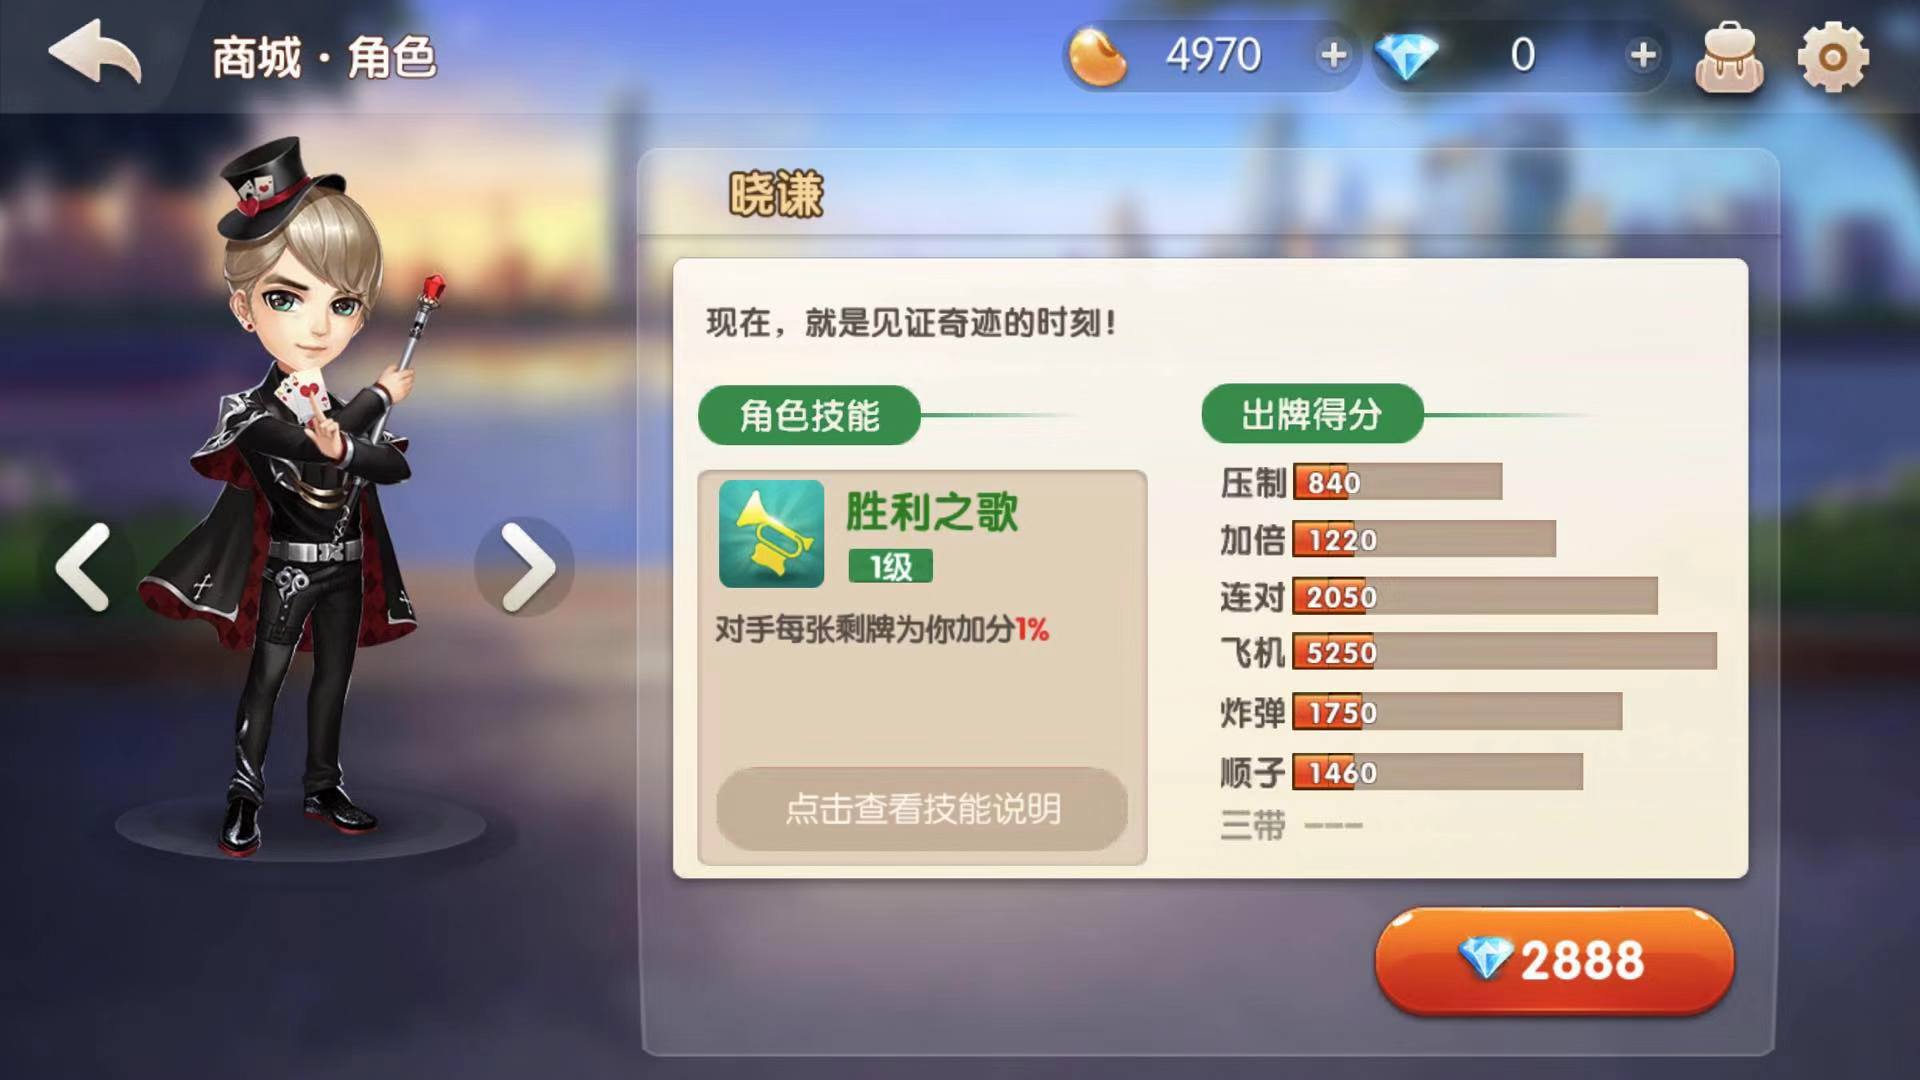 商城·角色
4970
0
晓谦
现在，就是见证奇迹的时刻！
角色技能
胜利之歌
1级
对手每张剩牌为你加分1%
点击查看技能说明
出牌得分
压制 840
加倍 1220
连对 2050
飞机 5250
炸弹 1750
顺子 1460
三带 ---
2888